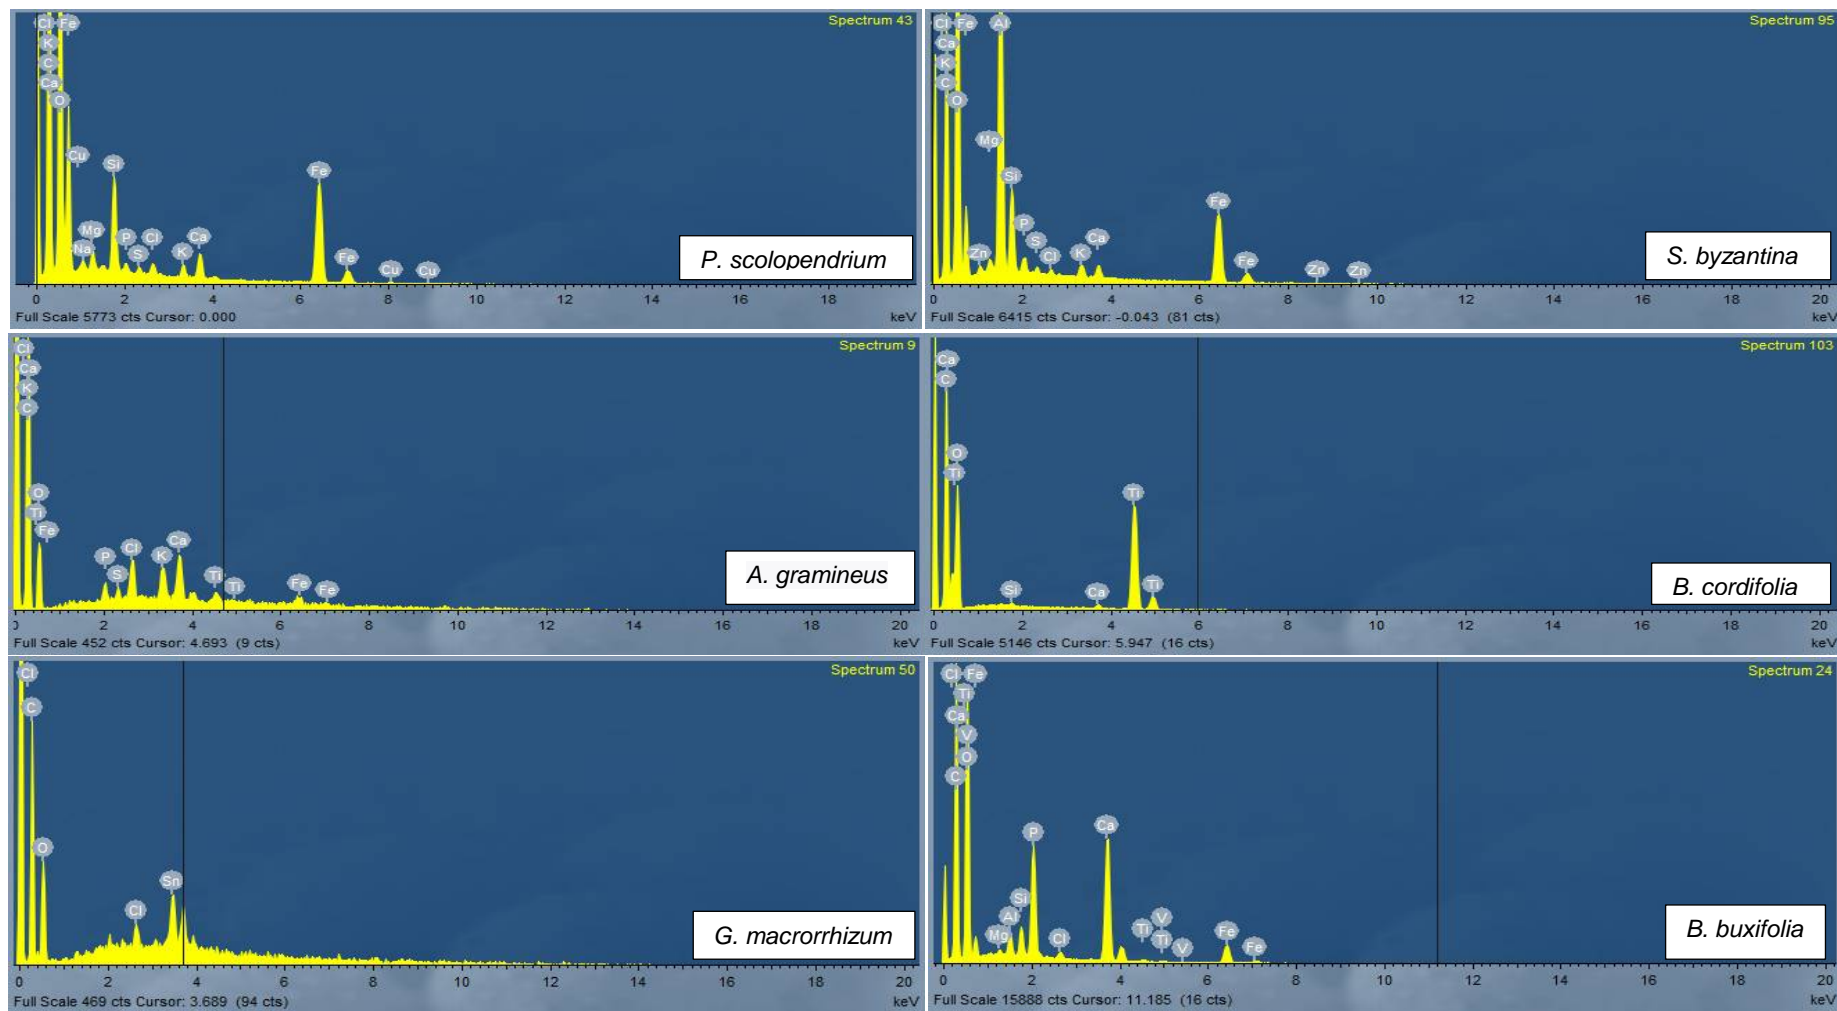 Spectrum 43
Cl Fe
K
C
Ca
O
Cu
Si
Fe
Na
Mg
P
S
Cl
K
Ca
Fe
Cu
Cu
P. scolopendrium
0 2 4 6 8 10 12 14 16 18
Full Scale 5773 cts Cursor: 0.000 keV
Spectrum 95
Cl Fe Al
Ca
K
C
O
Mg
Si
Zn
P
S
Cl
K
Ca
Fe
Fe
Zn
Zn
S. byzantina
0 2 4 6 8 10 12 14 16 18 20
Full Scale 6415 cts Cursor: -0.043 (81 cts) keV
Spectrum 9
Cl
Ca
K
C
O
Ti
Fe
P
S
Cl
K
Ca
Ti
Ti
Fe
Fe
A. gramineus
0 2 4 6 8 10 12 14 16 18 20
Full Scale 452 cts Cursor: 4.693 (9 cts) keV
Spectrum 103
Ca
C
O
Ti
Si
Ca
Ti
Ti
B. cordifolia
0 2 4 6 8 10 12 14 16 18 20
Full Scale 5146 cts Cursor: 5.947 (16 cts) keV
Spectrum 50
Cl
C
O
Cl
Sn
G. macrorrhizum
0 2 4 6 8 10 12 14 16 18 20
Full Scale 469 cts Cursor: 3.689 (94 cts) keV
Spectrum 24
Cl Fe
Ti
Ca
V
O
C
Mg
Al
Si
P
Cl
Ca
Ti
V
Ti
V
Fe
Fe
B. buxifolia
0 2 4 6 8 10 12 14 16 18 20
Full Scale 15888 cts Cursor: 11.185 (16 cts) keV